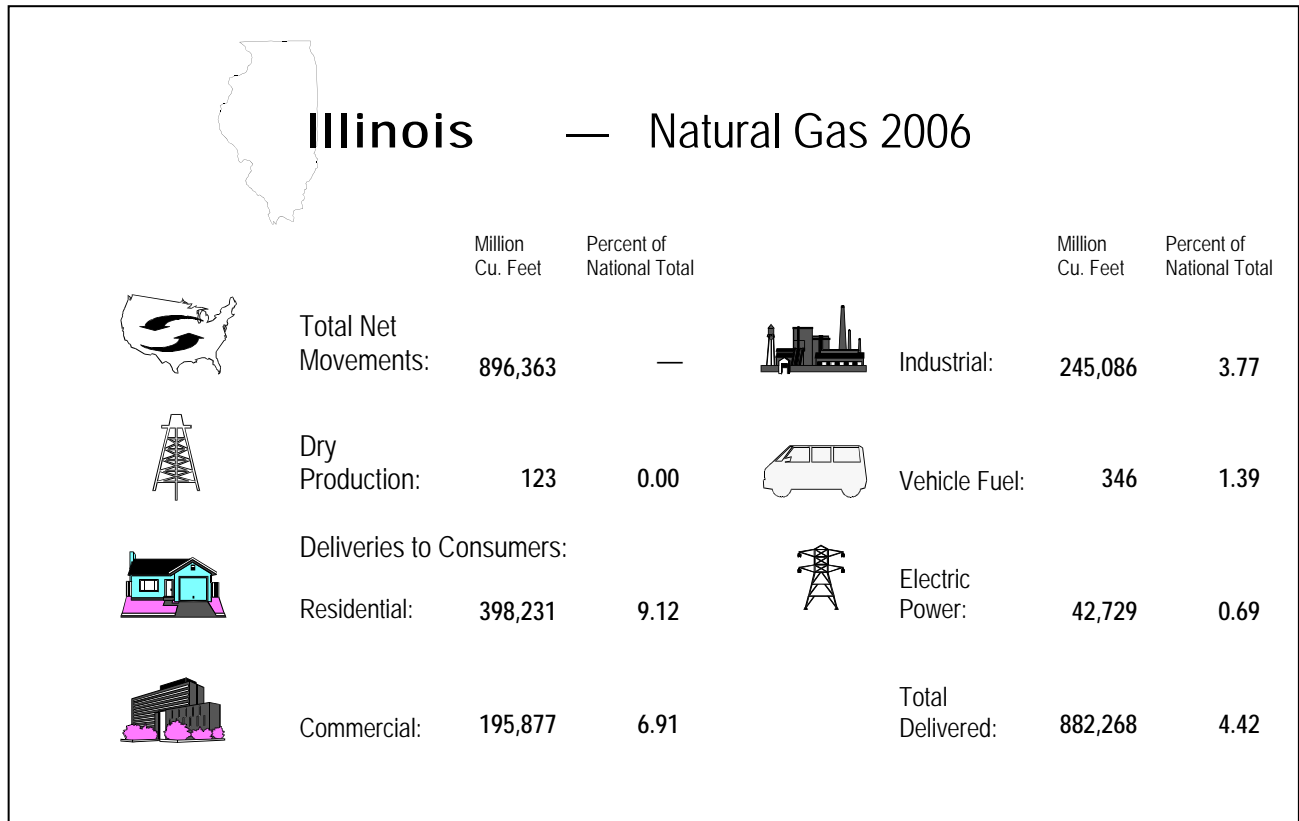 Illinois — Natural Gas 2006
Million Cu. Feet
Percent of National Total
Total Net
Movements: 896,363 —
Dry
Production: 123 0.00
Deliveries to Consumers:
Residential: 398,231 9.12
Commercial: 195,877 6.91
Million Cu. Feet
Percent of National Total
Industrial: 245,086 3.77
Vehicle Fuel: 346 1.39
Electric
Power: 42,729 0.69
Total
Delivered: 882,268 4.42